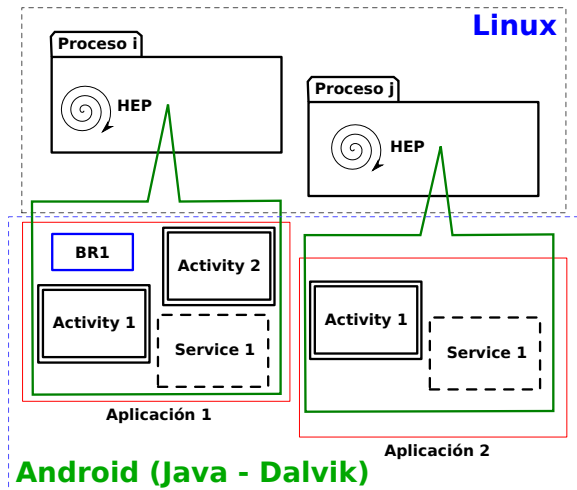 Linux
Proceso i
HEP
Proceso j
HEP
BR1
Activity 2
Activity 1
Service 1
Aplicación 1
Activity 1
Service 1
Aplicación 2
Android (Java - Dalvik)